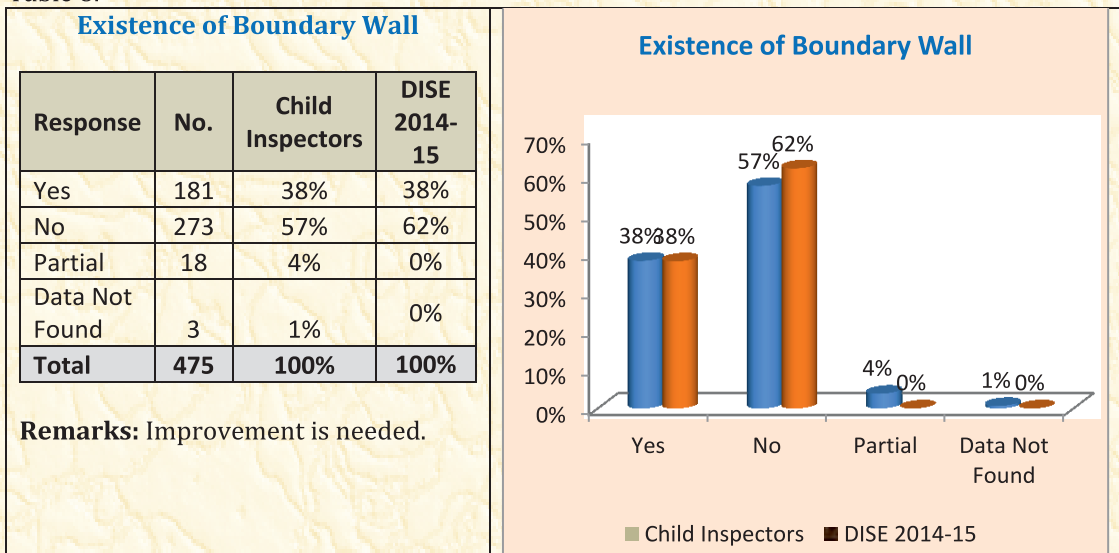 Existence of Boundary Wall
Response No. Child Inspectors DISE 2014-15
Yes 181 38% 38%
No 273 57% 62%
Partial 18 4% 0%
Data Not Found 3 1% 0%
Total 475 100% 100%
Remarks: Improvement is needed.
Existence of Boundary Wall
70%
60%
50%
40%
30%
20%
10%
0%
38% 38%
57% 62%
4% 0%
1% 0%
Yes No Partial Data Not Found
Child Inspectors DISE 2014-15